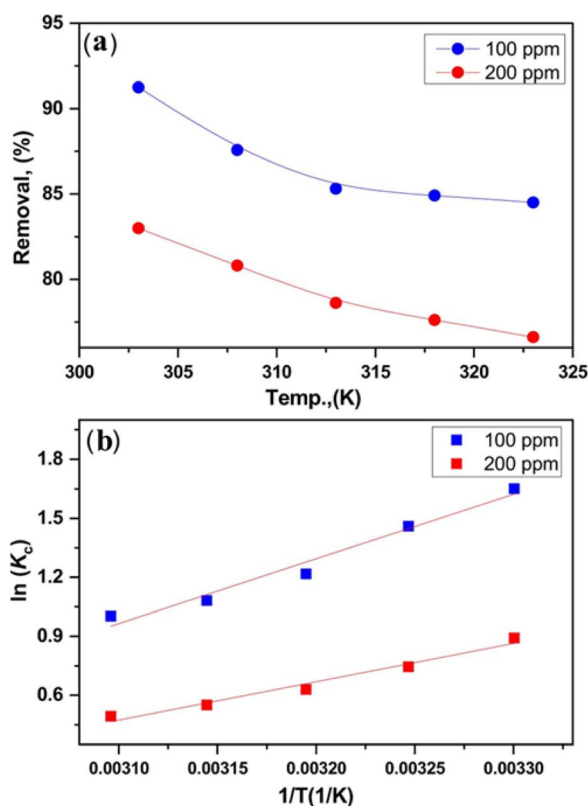 (a)
100 ppm
200 ppm
95
90
85
80
Removal, (%)
300 305 310 315 320 325
Temp.,(K)
(b)
100 ppm
200 ppm
1.8
1.5
1.2
0.9
0.6
ln (Kc)
0.00310 0.00315 0.00320 0.00325 0.00330
1/T(1/K)